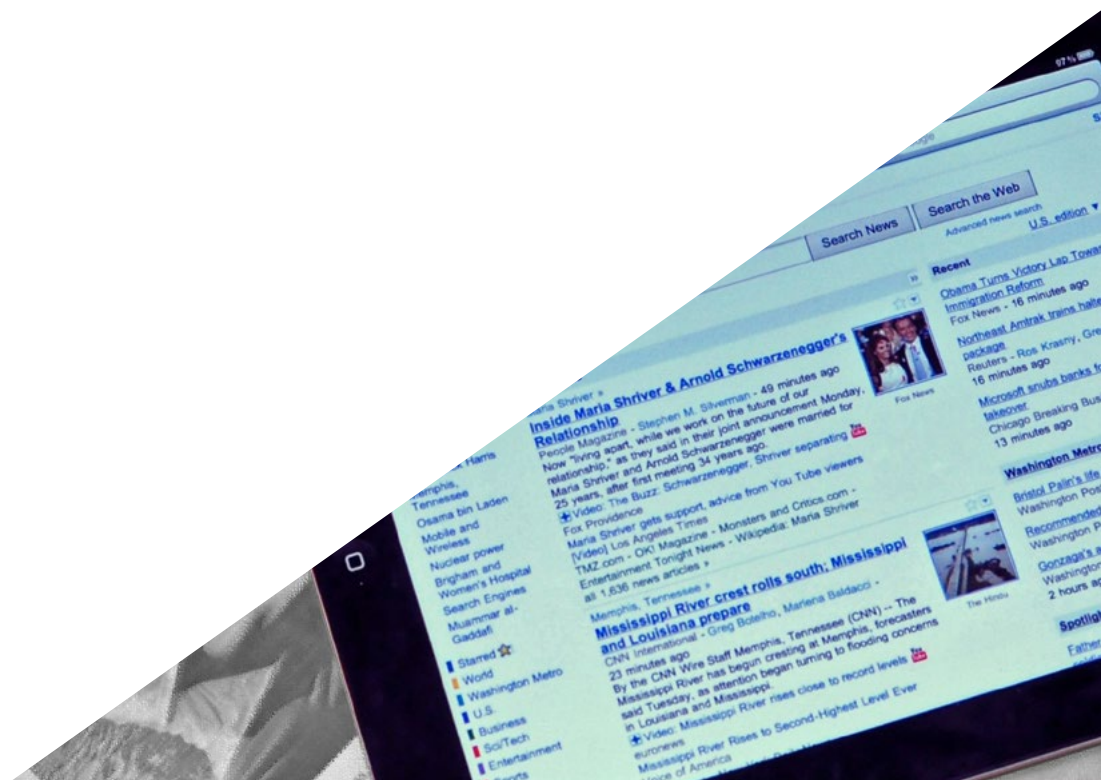 97%
Search News
Search the Web
Advanced news search
U.S. edition ▼
»
Maria Shriver »
Inside Maria Shriver & Arnold Schwarzenegger's
Relationship
People Magazine - Stephen M. Silverman - 49 minutes ago
Now "living apart, while we work on the future of our
relationship," as they said in their joint announcement Monday,
Maria Shriver and Arnold Schwarzenegger were married for
25 years, after first meeting 34 years ago.
Video: The Buzz: Schwarzenegger, Shriver separating
Fox Providence
Maria Shriver gets support, advice from You Tube viewers
[Video] Los Angeles Times
TMZ.com - OK! Magazine - Monsters and Critics.com -
Entertainment Tonight News - Wikipedia: Maria Shriver
all 1,636 news articles »
Fox News
Memphis, Tennessee »
Mississippi River crest rolls south: Mississippi
and Louisiana prepare
CNN International - Greg Botelho, Marlena Baldacci -
23 minutes ago
By the CNN Wire Staff Memphis, Tennessee (CNN) -- The
Mississippi River has begun cresting at Memphis, forecasters
said Tuesday, as attention began turning to flooding concerns
in Louisiana and Mississippi.
Video: Mississippi River rises close to record levels
euronews
Mississippi River Rises to Second-Highest Level Ever
Voice of America
The Hindu
Harris
Memphis,
Tennessee
Osama bin Laden
Mobile and
Wireless
Nuclear power
Brigham and
Women's Hospital
Search Engines
Muammar al-
Gaddafi
Starred
World
Washington Metro
U.S.
Business
Sci/Tech
Entertainment
Sports
Recent
Obama Turns Victory Lap Towar
Immigration Reform
Fox News - 16 minutes ago
Northeast Amtrak trains halte
package
Reuters - Ros Krasny, Gre
16 minutes ago
Microsoft snubs banks fo
takeover
Chicago Breaking Bus
13 minutes ago
Washington Metro
Bristol Palin's life
Washington Pos
Recommended
Washington P
Gonzaga's a
Washington
2 hours ag
Spotligh
Father